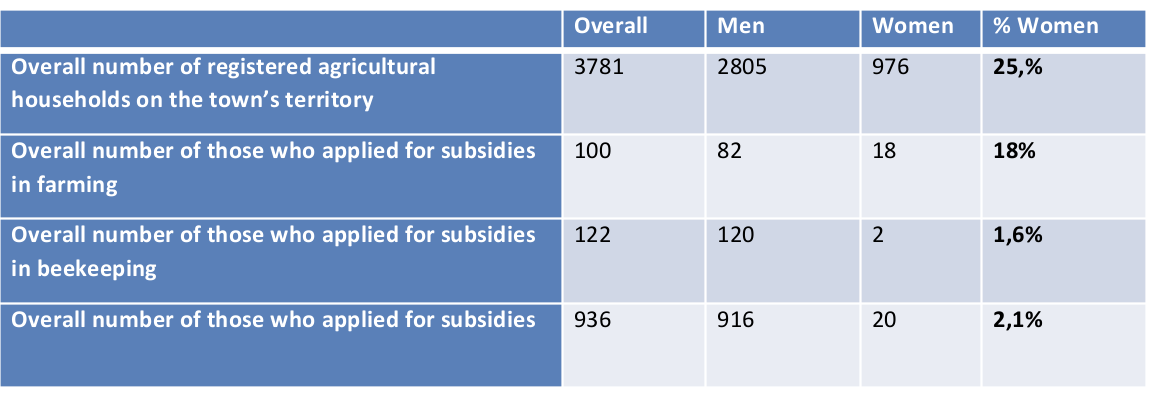 Overall Men Women % Women
Overall number of registered agricultural 3781 2805 976 25,%
households on the town’s territory
Overall number of those who applied for subsidies 100 82 18 18%
in farming
Overall number of those who applied for subsidies 122 120 2 1,6%
in beekeeping
Overall number of those who applied for subsidies 936 916 20 2,1%